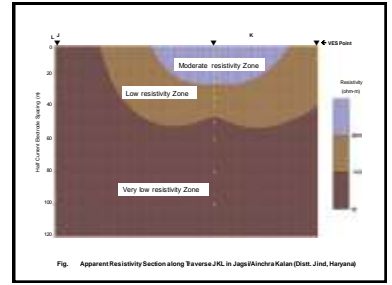 L J K
VES Point
0
Moderate resistivity Zone
20
Resistivity
(ohm-m)
Low resistivity Zone
40
Half Current Electrode Spacing (m)
60
80
Very low resistivity Zone
100
120
Fig. Apparent Resistivity Section along Traverse JKL in Jagsi/Ainchra Kalan (Distt. Jind, Haryana)